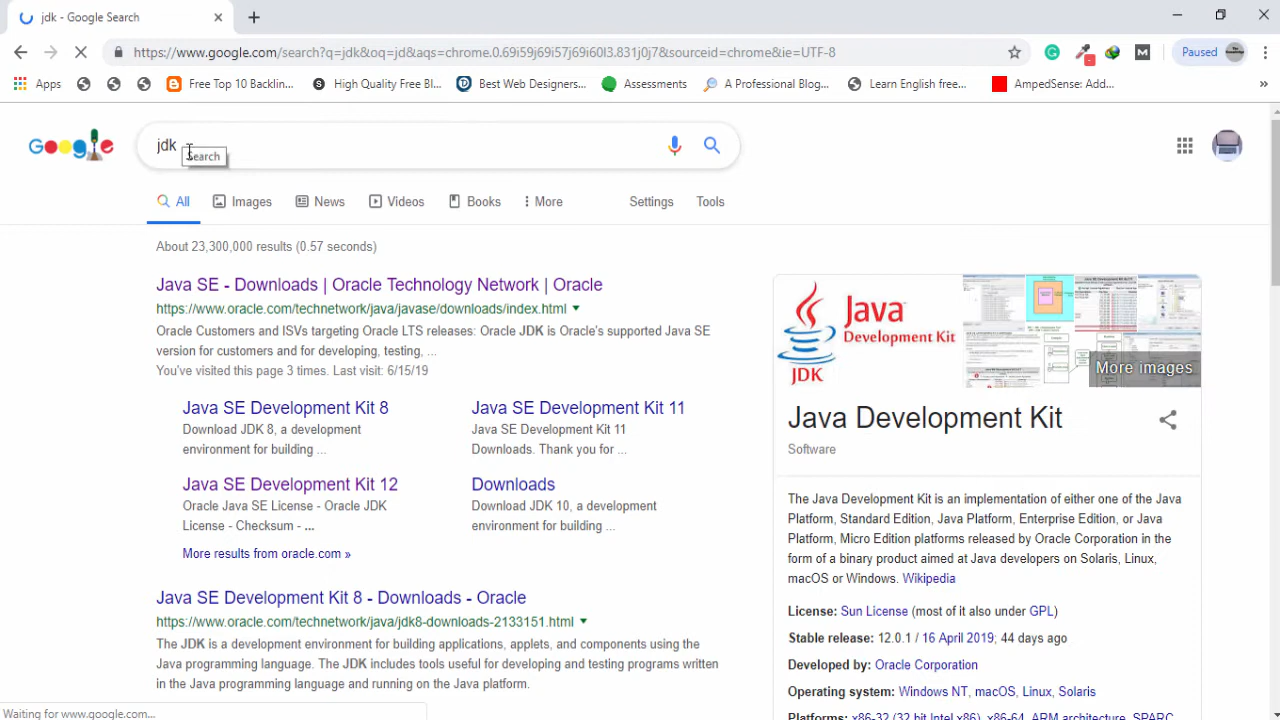 jdk - Google Search
https://www.google.com/search?q=jdk&oq=jd&aqs=chrome.0.69i59j69i57j69i60l3.831j0j7&sourceid=chrome&ie=UTF-8
Paused
Apps
Free Top 10 Backlin...
High Quality Free Bl...
Best Web Designers...
Assessments
A Professional Blog...
Learn English free...
AmpedSense: Add...
»
Google
jdk
Search
All
Images
News
Videos
Books
More
Settings
Tools
About 23,300,000 results (0.57 seconds)
Java SE - Downloads | Oracle Technology Network | Oracle
https://www.oracle.com/technetwork/java/javase/downloads/index.html
Oracle Customers and ISVs targeting Oracle LTS releases: Oracle JDK is Oracle's supported Java SE
version for customers and for developing, testing, ...
You've visited this page 3 times. Last visit: 5/15/19
Java SE Development Kit 8
Download JDK 8, a development
environment for building ...
Java SE Development Kit 11
Java SE Development Kit 11
Downloads. Thank you for ...
Java SE Development Kit 12
Oracle Java SE License - Oracle JDK
License - Checksum - ...
Downloads
Download JDK 10, a development
environment for building ...
More results from oracle.com »
Java SE Development Kit 8 - Downloads - Oracle
https://www.oracle.com/technetwork/java/jdk8-downloads-2133151.html
The JDK is a development environment for building applications, applets, and components using the
Java programming language. The JDK includes tools useful for developing and testing programs written
in the Java programming language and running on the Java platform.
Java
Development Kit
JDK
More images
Java Development Kit
Software
The Java Development Kit is an implementation of either one of the Java
Platform, Standard Edition, Java Platform, Enterprise Edition, or Java
Platform, Micro Edition platforms released by Oracle Corporation in the
form of a binary product aimed at Java developers on Solaris, Linux,
macOS or Windows. Wikipedia
License: Sun License (most of it also under GPL)
Stable release: 12.0.1 / 16 April 2019; 44 days ago
Developed by: Oracle Corporation
Operating system: Windows NT, macOS, Linux, Solaris
Platforms: x86-32 (32 bit Intel x86), x86-64, ARM architecture, SPARC
Waiting for www.google.com...